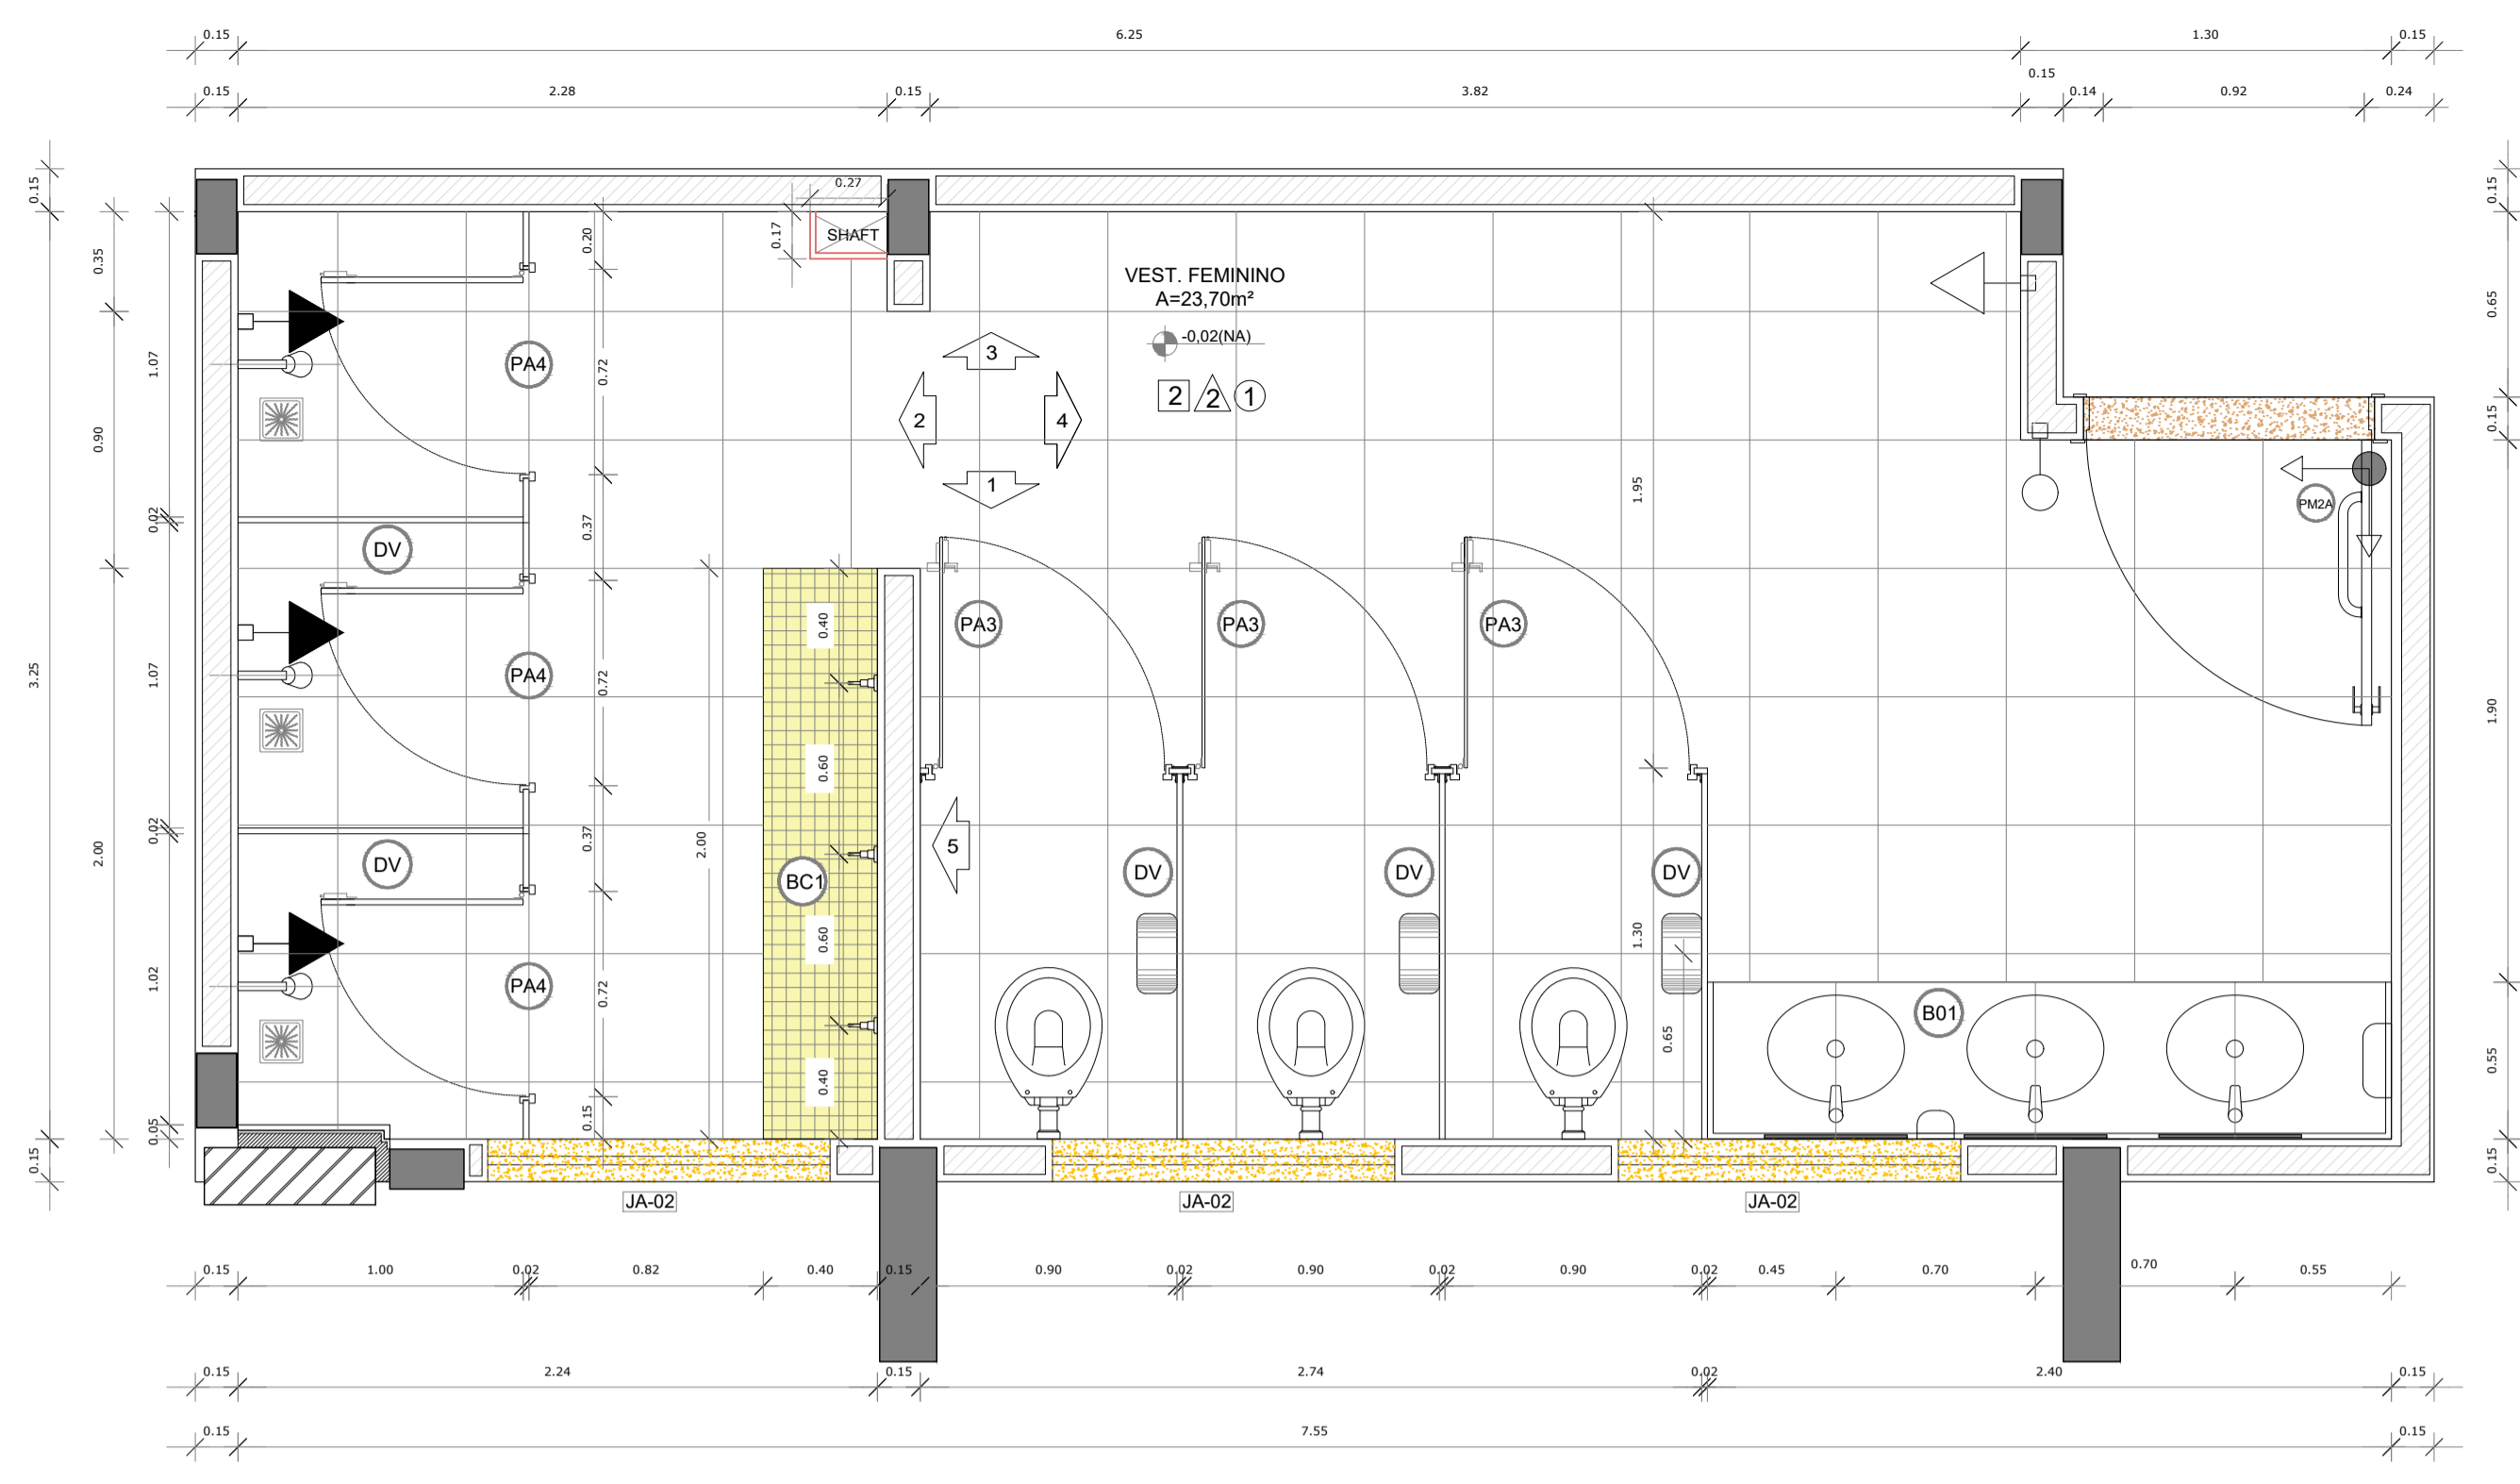 0.15 6.25 1.30 0.15
0.15 2.28 0.15 3.82 0.15 0.14 0.92 0.24
0.15 0.27 0.15
0.35 0.20 0.17 SHAFT
VEST. FEMININO
A=23,70m²
-0,02(NA)
0.65
3
2 4
1
2 2 1
1.07 PA4 0.72
0.90 0.15
1.95
PM2A
0.02 DV 0.37
0.40
PA3 PA3 PA3
3.25 1.07 PA4 0.72
1.90
0.60
0.02 0.37 2.00
2.00 DV 5
BC1 DV DV DV
0.60 1.30
1.02 PA4 0.72
B01
0.65
0.40 0.55
0.05 0.15
0.15 0.15
JA-02 JA-02 JA-02
0.15 1.00 0.02 0.82 0.40 0.15 0.90 0.02 0.90 0.02 0.90 0.02 0.45 0.70 0.70 0.55
0.15 2.24 0.15 2.74 0.02 2.40 0.15
0.15 7.55 0.15